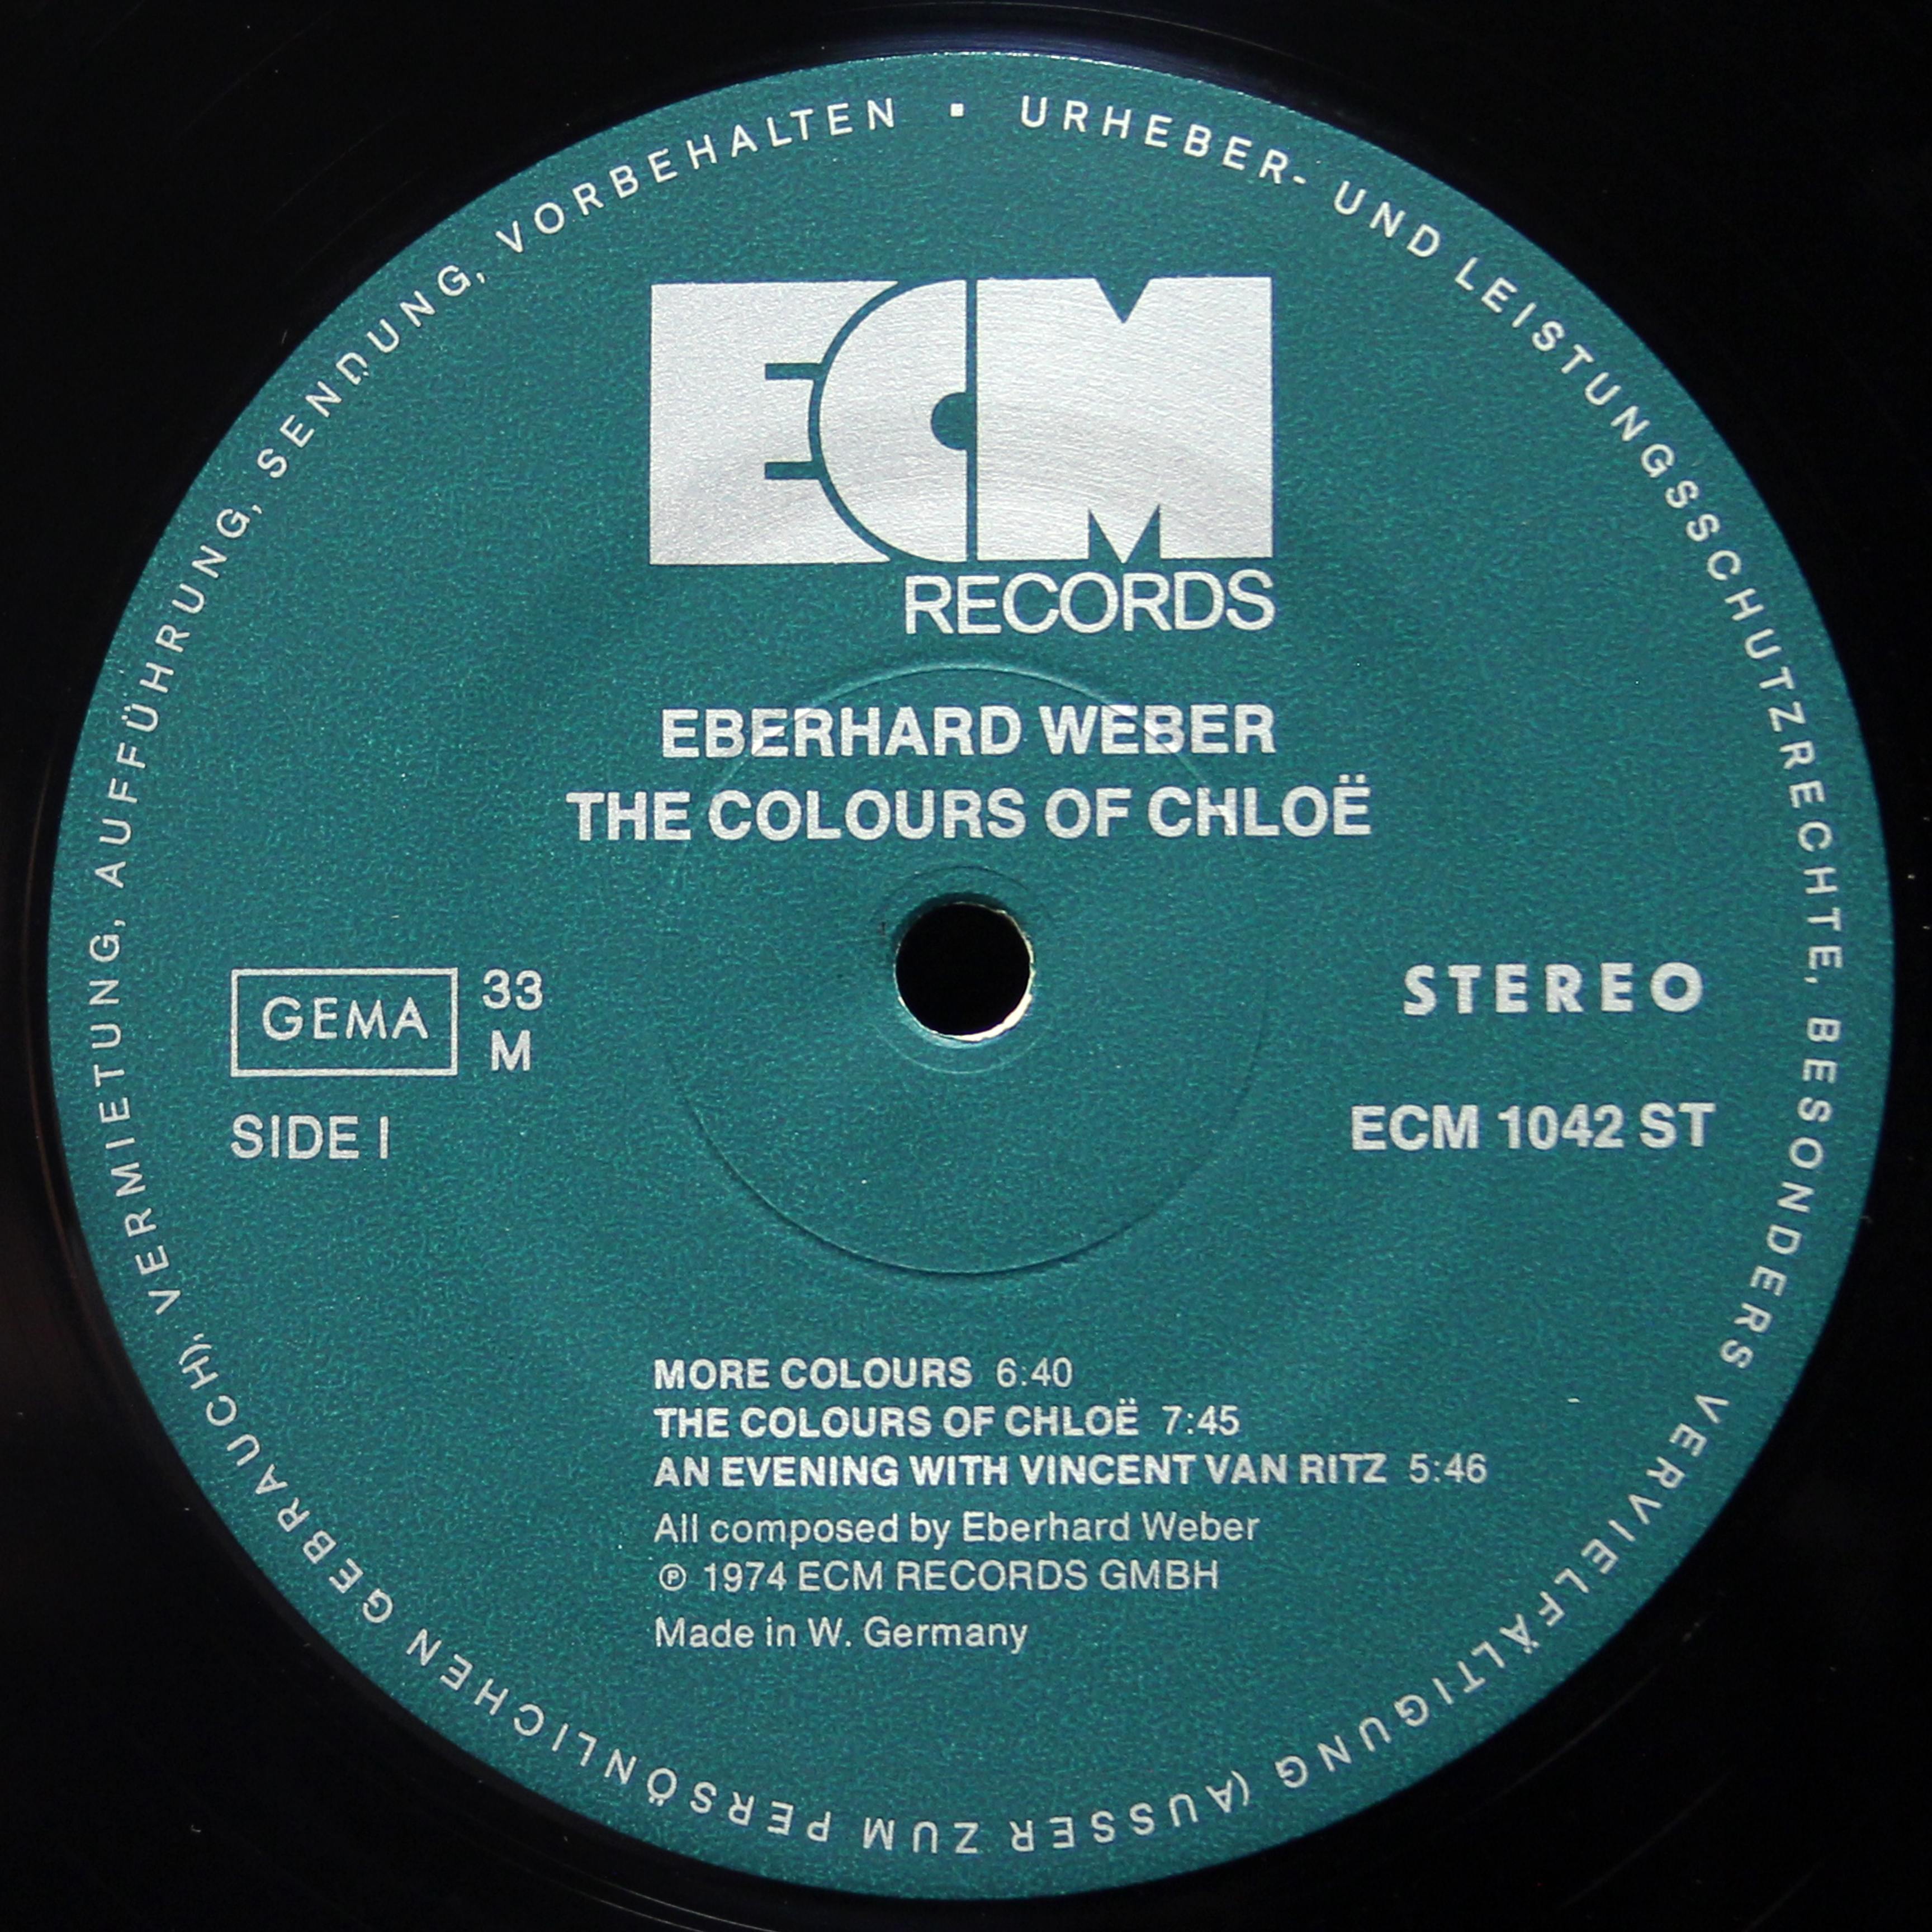 ECM
RECORDS
EBERHARD WEBER
THE COLOURS OF CHLOË
GEMA
33
M
SIDE I
STEREO
ECM 1042 ST
MORE COLOURS 6:40
THE COLOURS OF CHLOË 7:45
AN EVENING WITH VINCENT VAN RITZ 5:46
All composed by Eberhard Weber
℗ 1974 ECM RECORDS GMBH
Made in W. Germany
URHEBER- UND LEISTUNGSSCHUTZRECHTE, BESONDERS VERVIELFÄLTIGUNG (AUSSER ZUM PERSÖNLICHEN GEBRAUCH), VERMIETUNG, AUFFÜHRUNG, SENDUNG, VORBEHALTEN ▪